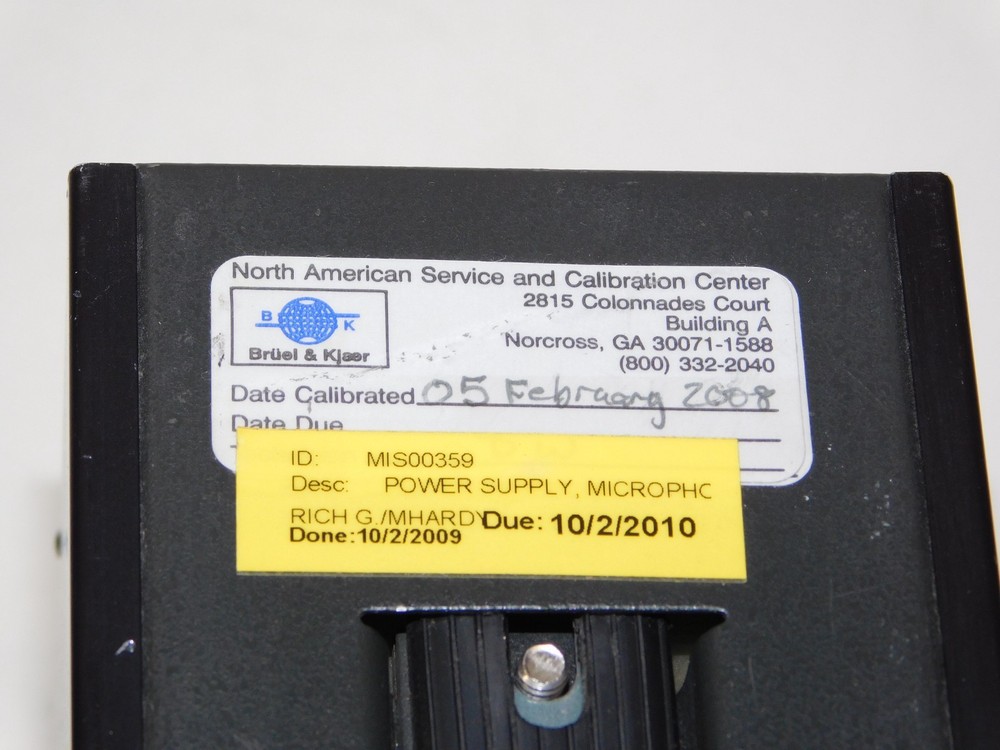 North American Service and Calibration Center
2815 Colonnades Court
Building A
Norcross, GA 30071-1588
(800) 332-2040
B K
Brüel & Kjaer
Date Calibrated 05 February 2008
Date Due
ID: MIS00359
Desc: POWER SUPPLY, MICROPHO
RICH G./MHARDY Due: 10/2/2010
Done:10/2/2009